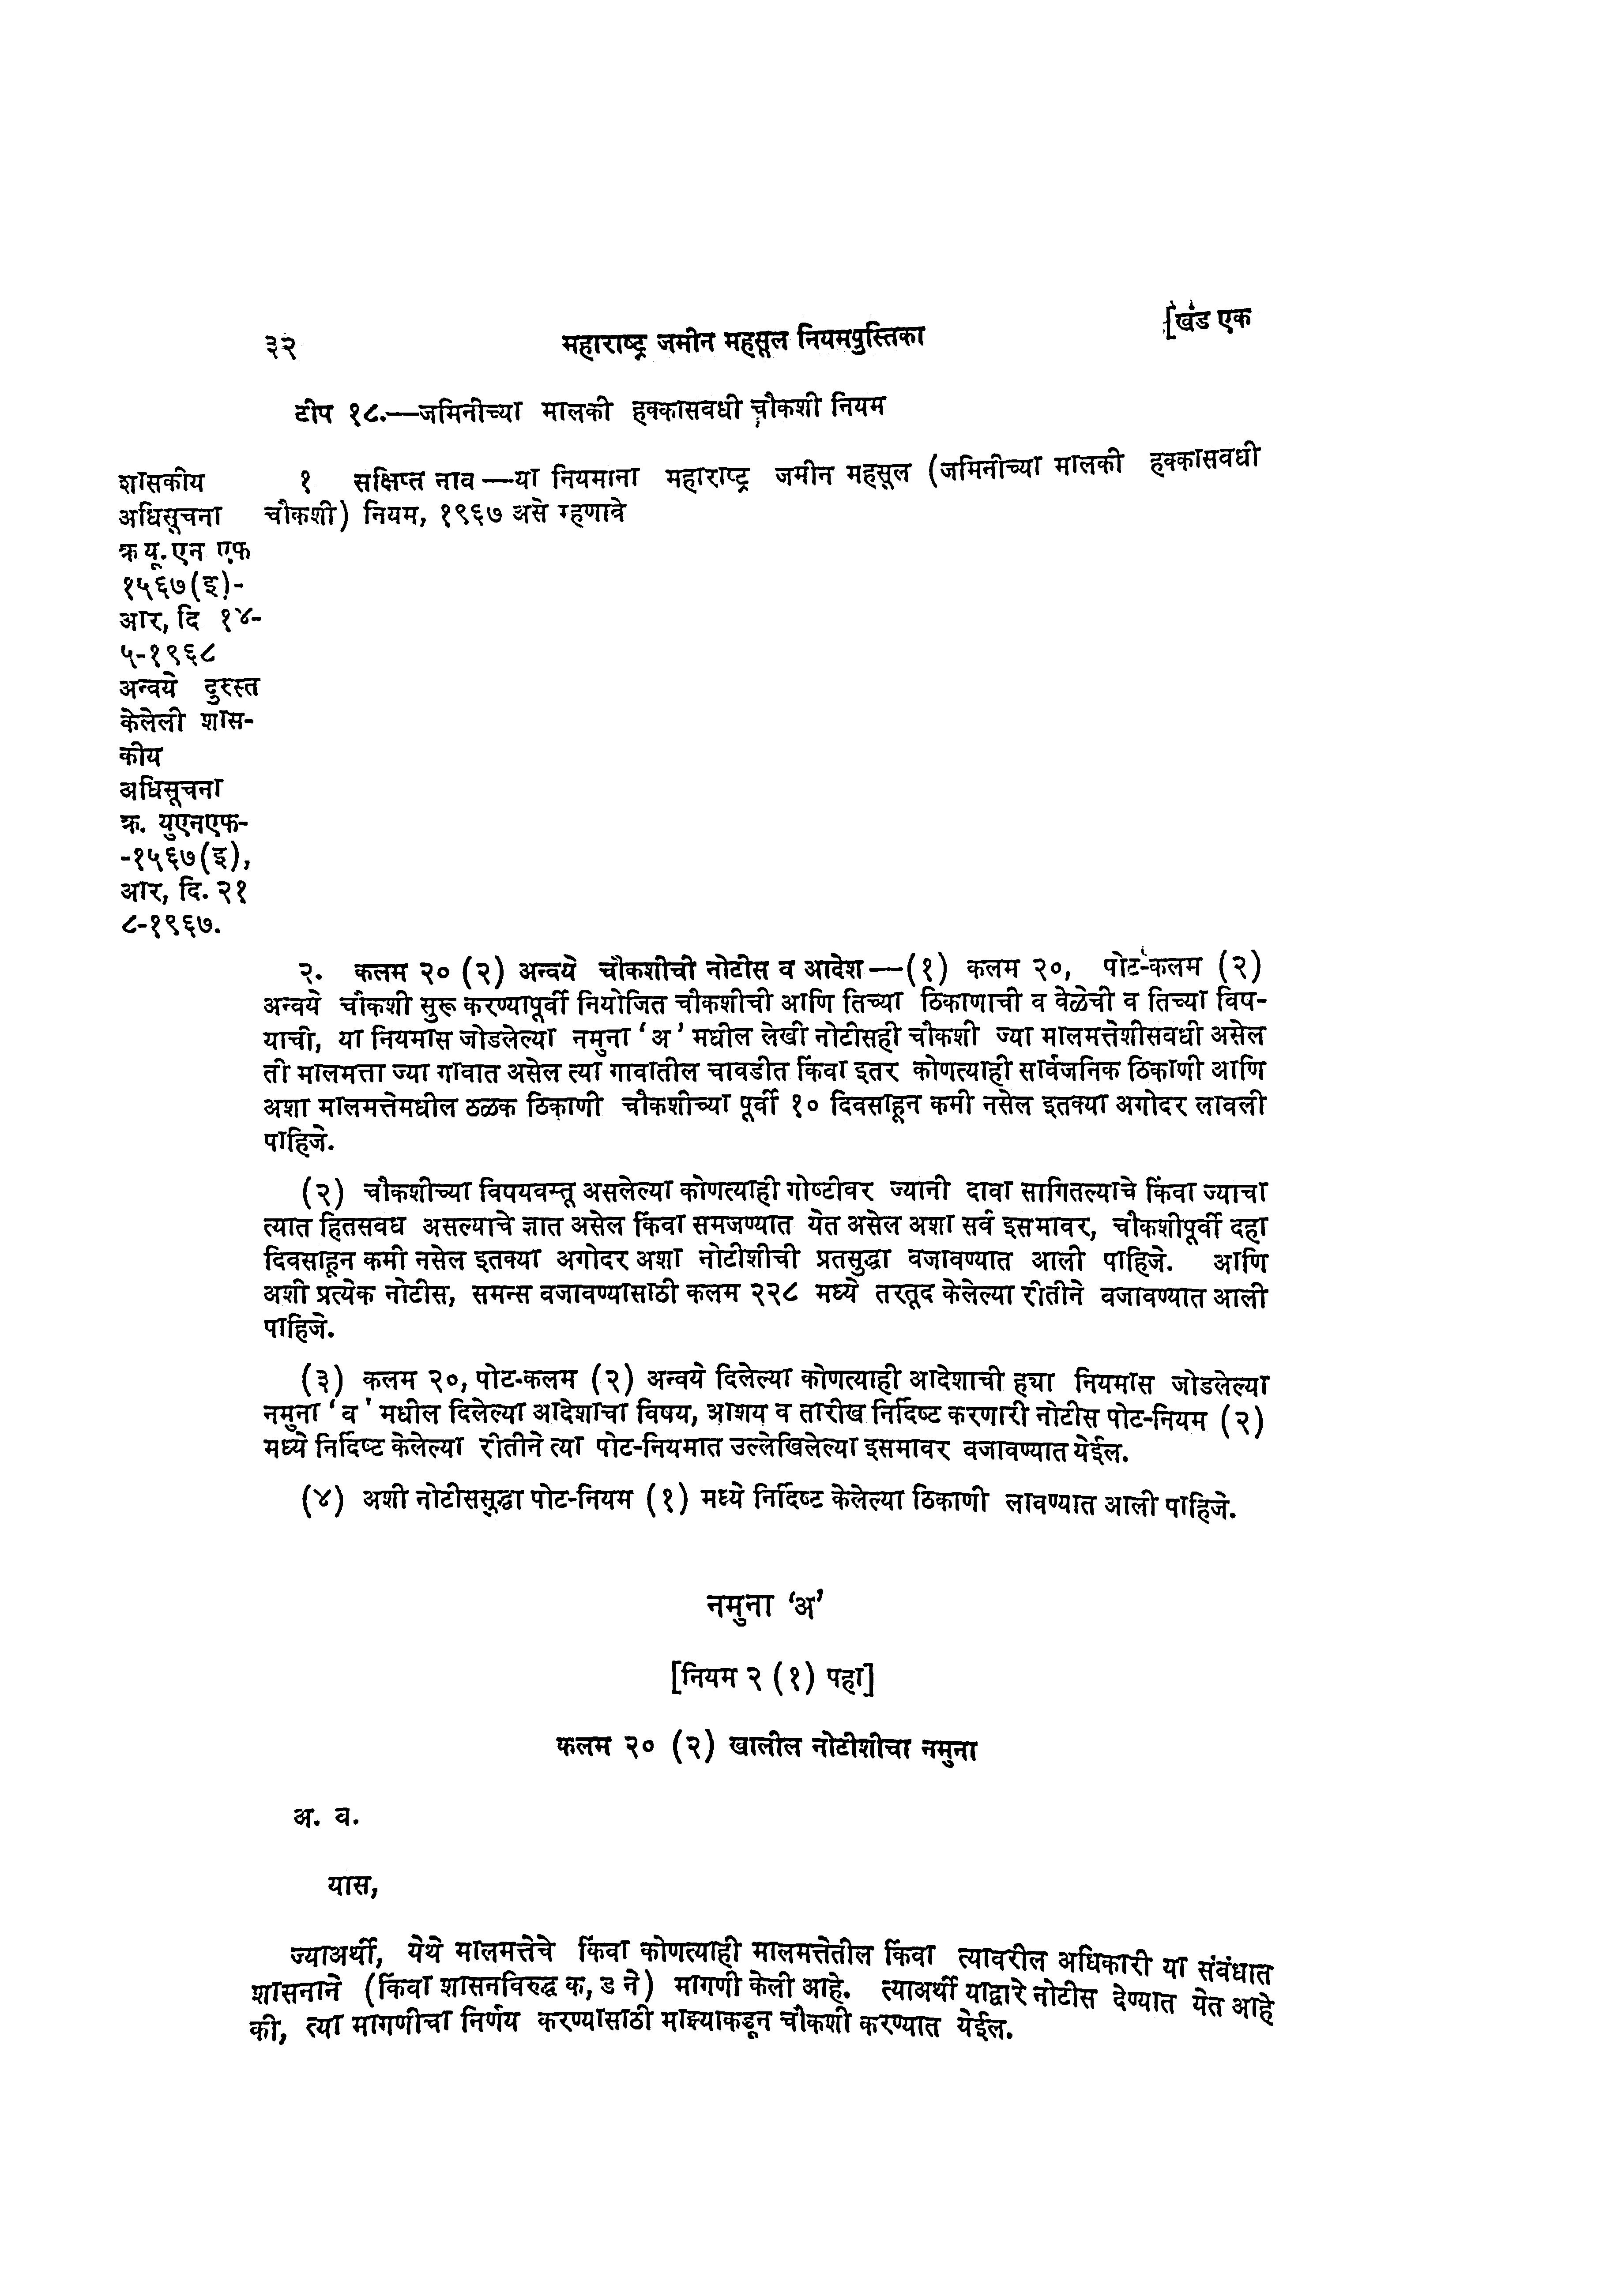 ३२ महाराष्ट्र जमीन महसूल नियमपुस्तिका [खंड एक
टीप १८.—जमिनीच्या मालकी हक्कासवधी चौकशी नियम
शासकीय
अधिसूचना
क्र यू. एन एफ
१५६७(इ)-
आर, दि १४-
५-१९६८
अन्वये दुरस्त
केलेली शास-
कीय
अधिसूचना
क्र. युएनएफ-
-१५६७(इ),
आर, दि. २१
८-१९६७.
१ सक्षिप्त नाव —या नियमाना महाराष्ट्र जमीन महसूल (जमिनीच्या मालकी हक्कासवधी
चौकशी) नियम, १९६७ असे म्हणावे
२. कलम २० (२) अन्वये चौकशीची नोटीस व आदेश —(१) कलम २०, पोट-कलम (२)
अन्वये चौकशी सुरू करण्यापूर्वी नियोजित चौकशीची आणि तिच्या ठिकाणाची व वेळेची व तिच्या विष-
याची, या नियमास जोडलेल्या नमुना ‘अ’ मधील लेखी नोटीसही चौकशी ज्या मालमत्तेशीसवधी असेल
ती मालमत्ता ज्या गावात असेल त्या गावातील चावडीत किंवा इतर कोणत्याही सार्वजनिक ठिकाणी आणि
अशा मालमत्तेमधील ठळक ठिकाणी चौकशीच्या पूर्वी १० दिवसाहून कमी नसेल इतक्या अगोदर लावली
पाहिजे.
(२) चौकशीच्या विषयवस्तू असलेल्या कोणत्याही गोष्टीवर ज्यानी दावा सागितल्याचे किंवा ज्याचा
त्यात हितसवध असल्याचे ज्ञात असेल किंवा समजण्यात येत असेल अशा सर्व इसमावर, चौकशीपूर्वी दहा
दिवसाहून कमी नसेल इतक्या अगोदर अशा नोटीशीची प्रतसुद्धा बजावण्यात आली पाहिजे. आणि
अशी प्रत्येक नोटीस, समन्स बजावण्यासाठी कलम २२८ मध्ये तरतूद केलेल्या रीतीने बजावण्यात आली
पाहिजे.
(३) कलम २०, पोट-कलम (२) अन्वये दिलेल्या कोणत्याही आदेशाची ह्या नियमास जोडलेल्या
नमुना ‘व’ मधील दिलेल्या आदेशाचा विषय, आशय व तारीख निर्दिष्ट करणारी नोटीस पोट-नियम (२)
मध्ये निर्दिष्ट केलेल्या रीतीने त्या पोट-नियमात उल्लेखिलेल्या इसमावर बजावण्यात येईल.
(४) अशी नोटीससुद्धा पोट-नियम (१) मध्ये निर्दिष्ट केलेल्या ठिकाणी लावण्यात आली पाहिजे.
नमुना ‘अ’
[नियम २ (१) पहा]
कलम २० (२) खालील नोटीशीचा नमुना
अ. व.
यास,
ज्याअर्थी, येथे मालमत्तेचे किंवा कोणत्याही मालमत्तेतील किंवा त्यावरील अधिकारी या संवंधात
शासनाने (किंवा शासनविरुद्ध क, ड ने) मागणी केली आहे. त्याअर्थी याद्वारे नोटीस देण्यात येत आहे
की, त्या मागणीचा निर्णय करण्यासाठी माझ्याकडून चौकशी करण्यात येईल.